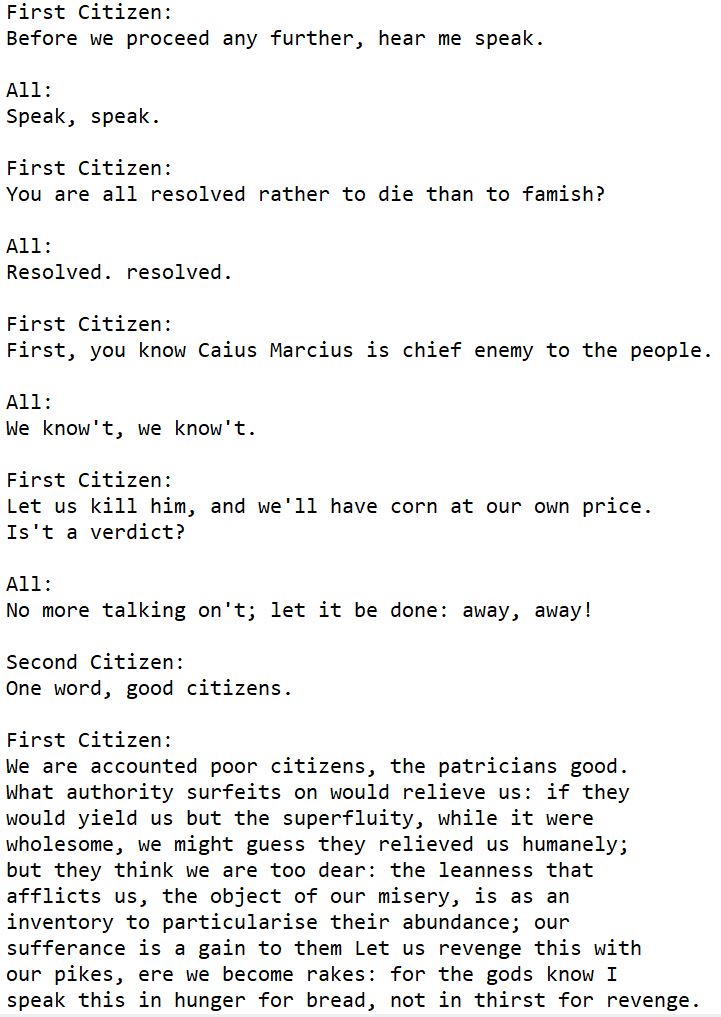 First Citizen:
Before we proceed any further, hear me speak.

All:
Speak, speak.

First Citizen:
You are all resolved rather to die than to famish?

All:
Resolved. resolved.

First Citizen:
First, you know Caius Marcius is chief enemy to the people.

All:
We know't, we know't.

First Citizen:
Let us kill him, and we'll have corn at our own price.
Is't a verdict?

All:
No more talking on't; let it be done: away, away!

Second Citizen:
One word, good citizens.

First Citizen:
We are accounted poor citizens, the patricians good.
What authority surfeits on would relieve us: if they
would yield us but the superfluity, while it were
wholesome, we might guess they relieved us humanely;
but they think we are too dear: the leanness that
afflicts us, the object of our misery, is as an
inventory to particularise their abundance; our
sufferance is a gain to them Let us revenge this with
our pikes, ere we become rakes: for the gods know I
speak this in hunger for bread, not in thirst for revenge.